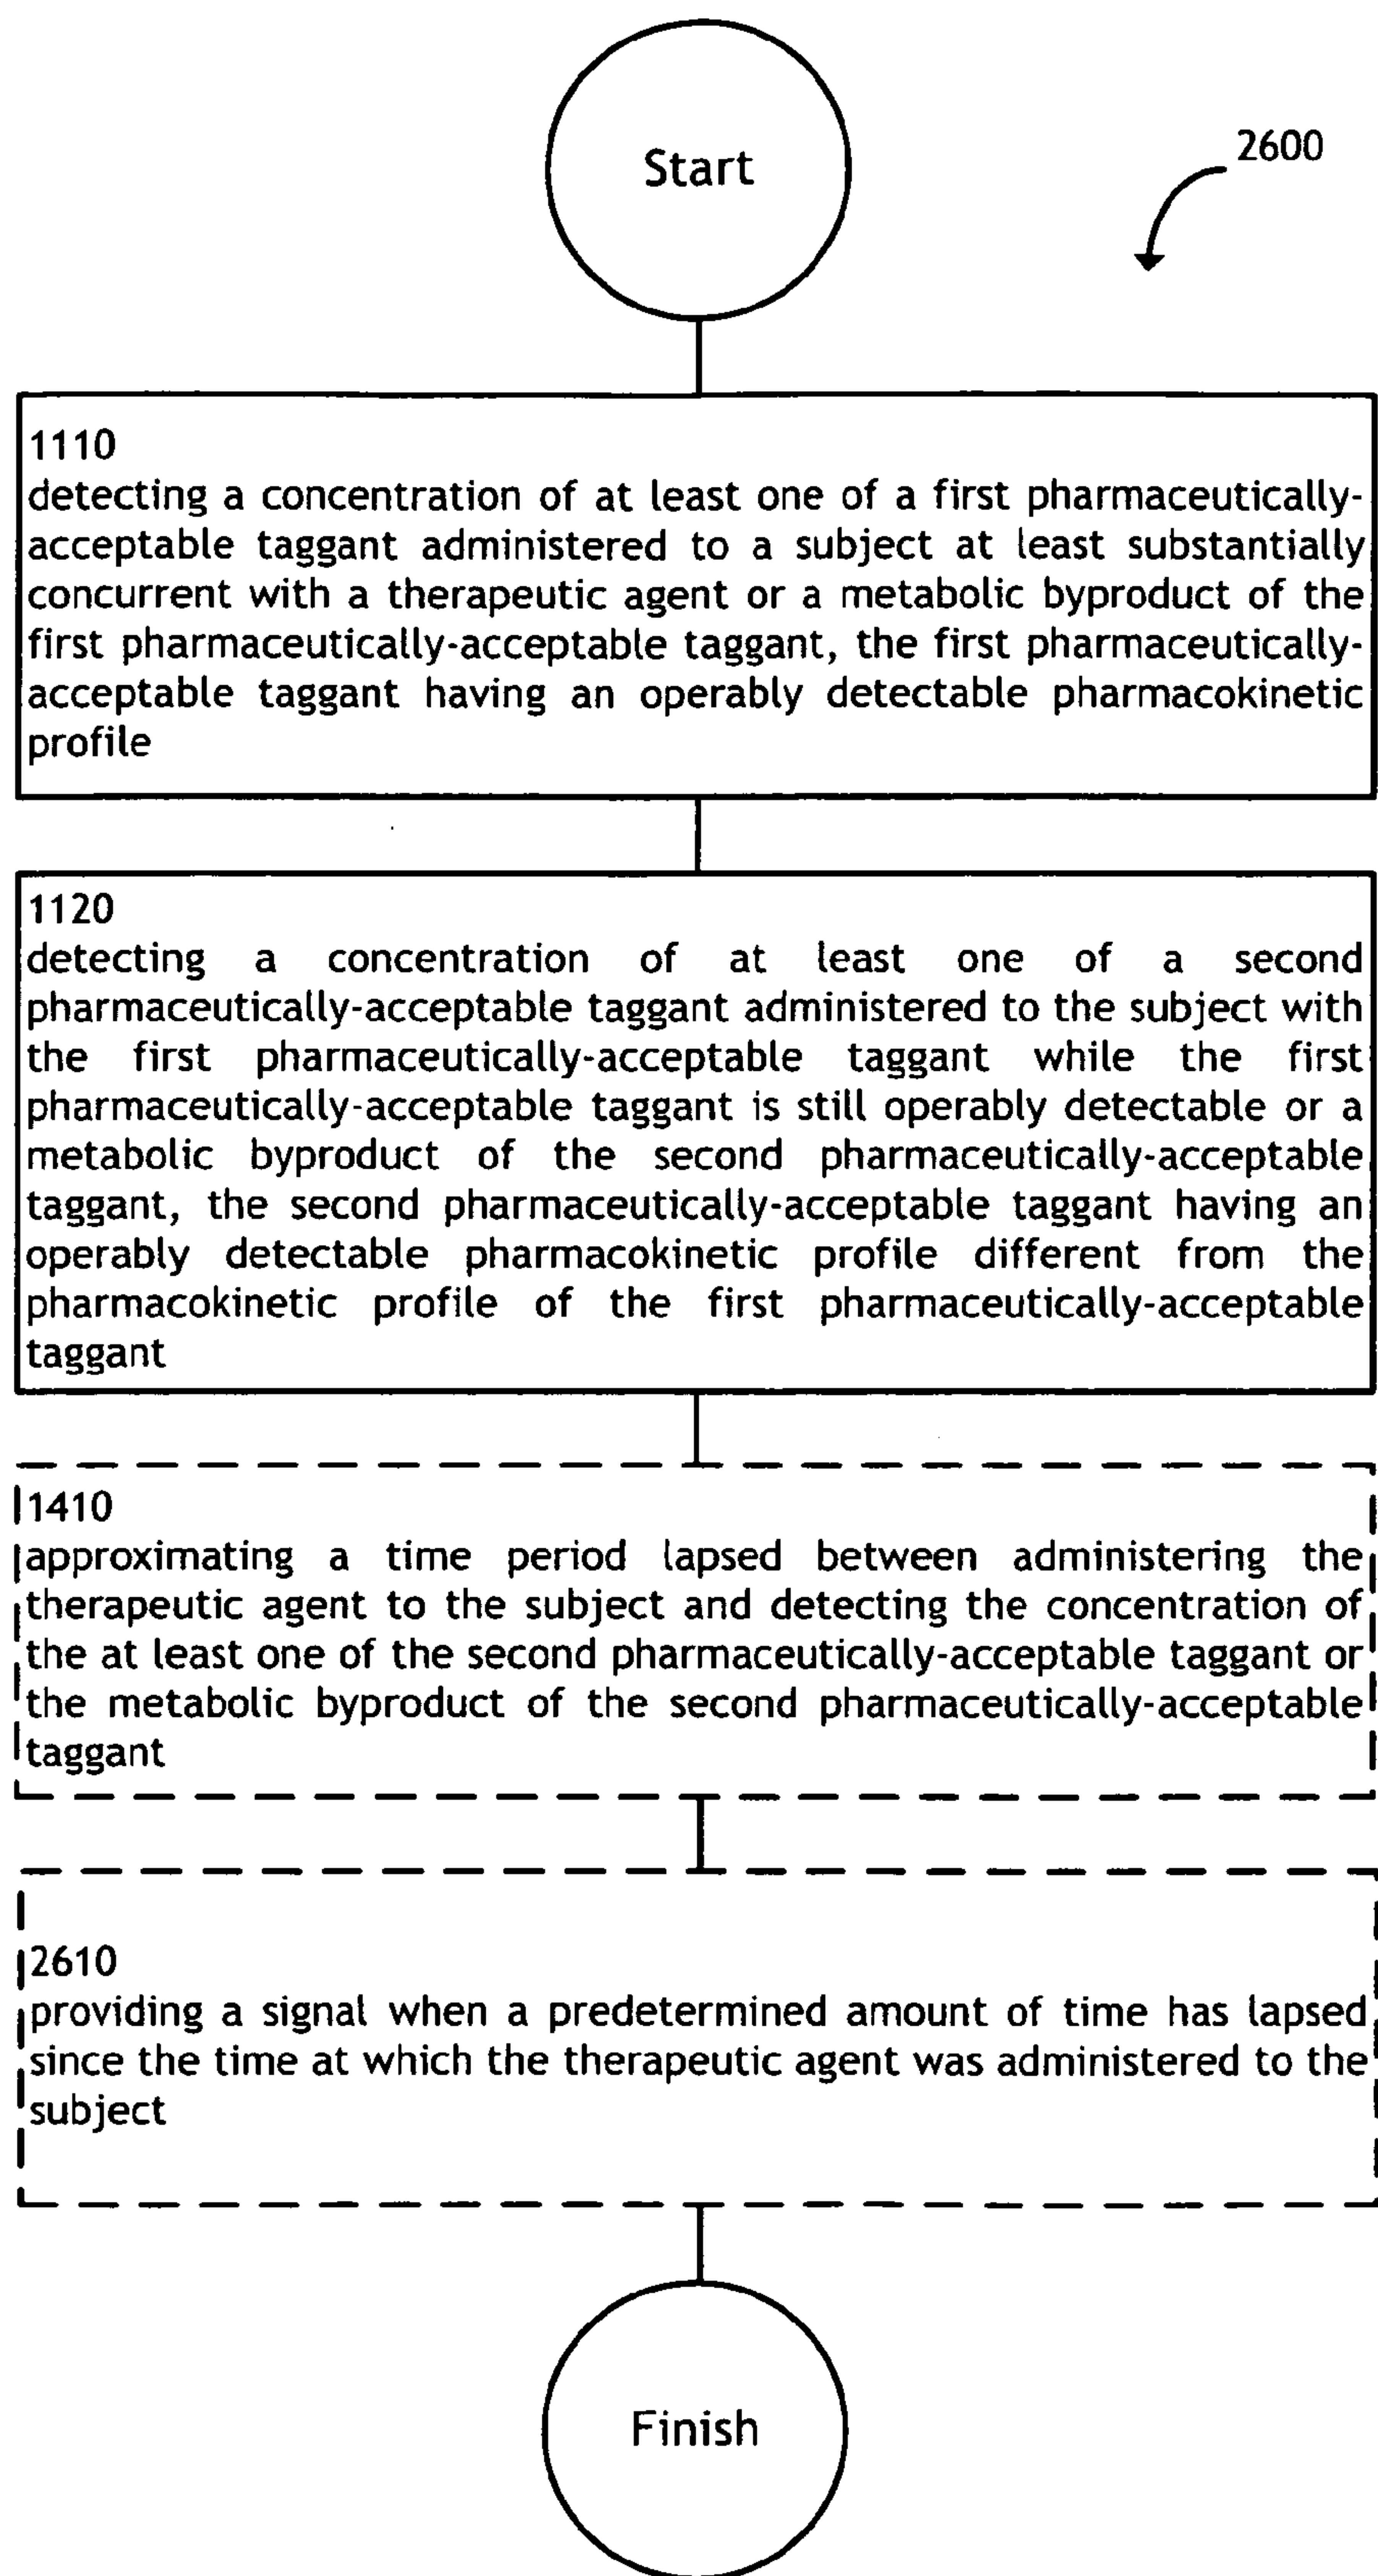 Start
2600
1110
detecting a concentration of at least one of a first pharmaceutically-
acceptable taggant administered to a subject at least substantially
concurrent with a therapeutic agent or a metabolic byproduct of the
first pharmaceutically-acceptable taggant, the first pharmaceutically-
acceptable taggant having an operably detectable pharmacokinetic
profile
1120
detecting a concentration of at least one of a second
pharmaceutically-acceptable taggant administered to the subject with
the first pharmaceutically-acceptable taggant while the first
pharmaceutically-acceptable taggant is still operably detectable or a
metabolic byproduct of the second pharmaceutically-acceptable
taggant, the second pharmaceutically-acceptable taggant having an
operably detectable pharmacokinetic profile different from the
pharmacokinetic profile of the first pharmaceutically-acceptable
taggant
1410
approximating a time period lapsed between administering the
therapeutic agent to the subject and detecting the concentration of
the at least one of the second pharmaceutically-acceptable taggant or
the metabolic byproduct of the second pharmaceutically-acceptable
taggant
2610
providing a signal when a predetermined amount of time has lapsed
since the time at which the therapeutic agent was administered to the
subject
Finish